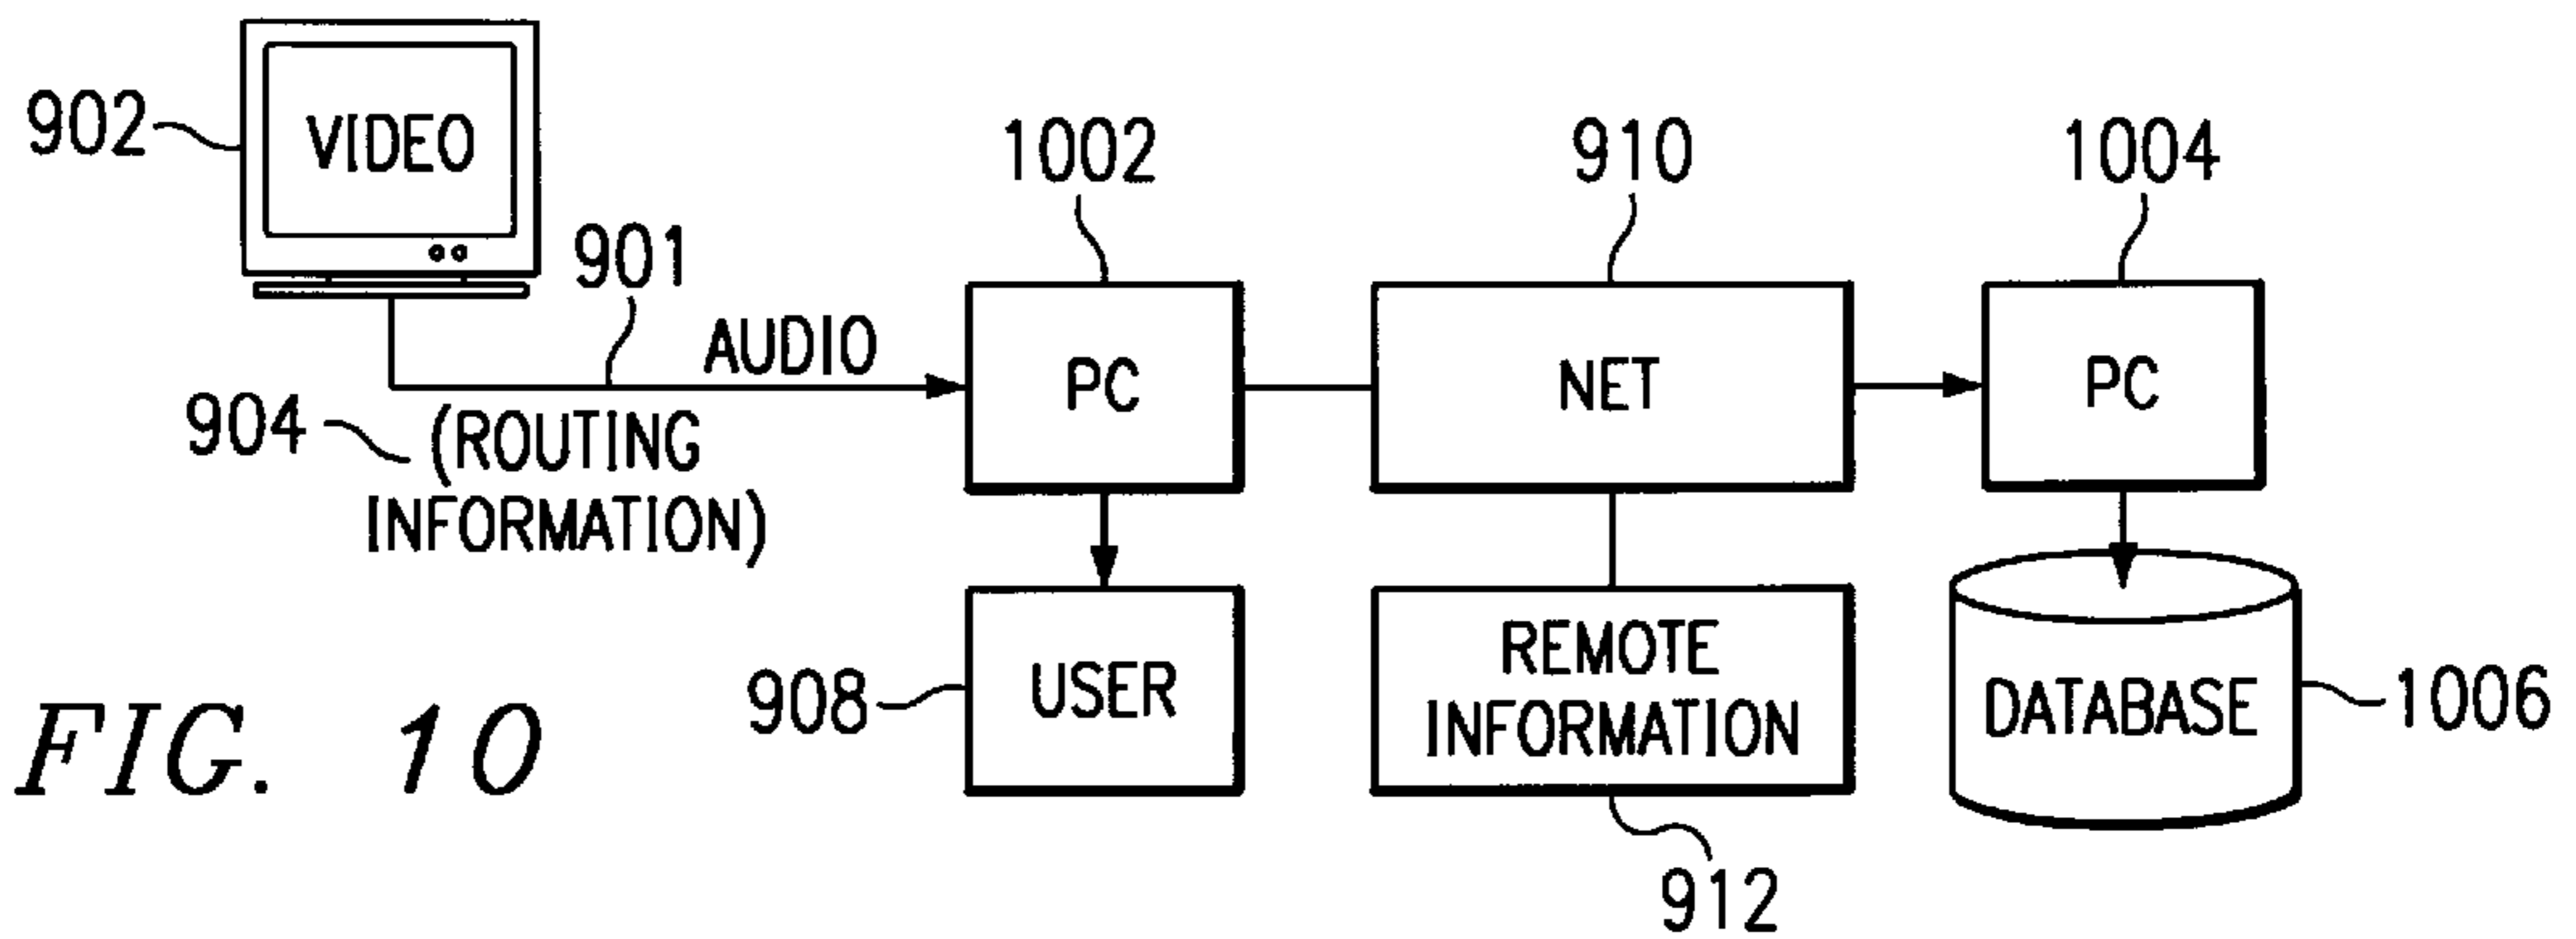 902
VIDEO
901
AUDIO
904
(ROUTING
INFORMATION)
1002
PC
910
NET
1004
PC
908
USER
REMOTE
INFORMATION
912
DATABASE
1006
FIG. 10